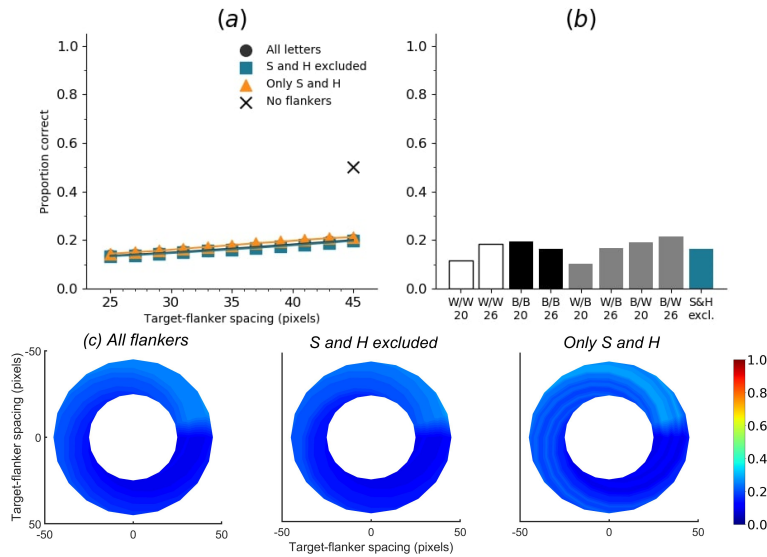 (a)
1.0
0.8
0.6
0.4
0.2
0.0
Proportion correct
All letters
S and H excluded
Only S and H
No flankers
25
30
35
40
45
Target-flanker spacing (pixels)
(b)
1.0
0.8
0.6
0.4
0.2
0.0
W/W W/W B/B B/B W/B W/B B/W B/W S&H
20 26 20 26 20 26 20 26 excl.
(c) All flankers
S and H excluded
Only S and H
Target-flanker spacing (pixels)
-50
0
50
-50 0 50
-50 0 50
-50 0 50
Target-flanker spacing (pixels)
1.0
0.8
0.6
0.4
0.2
0.0